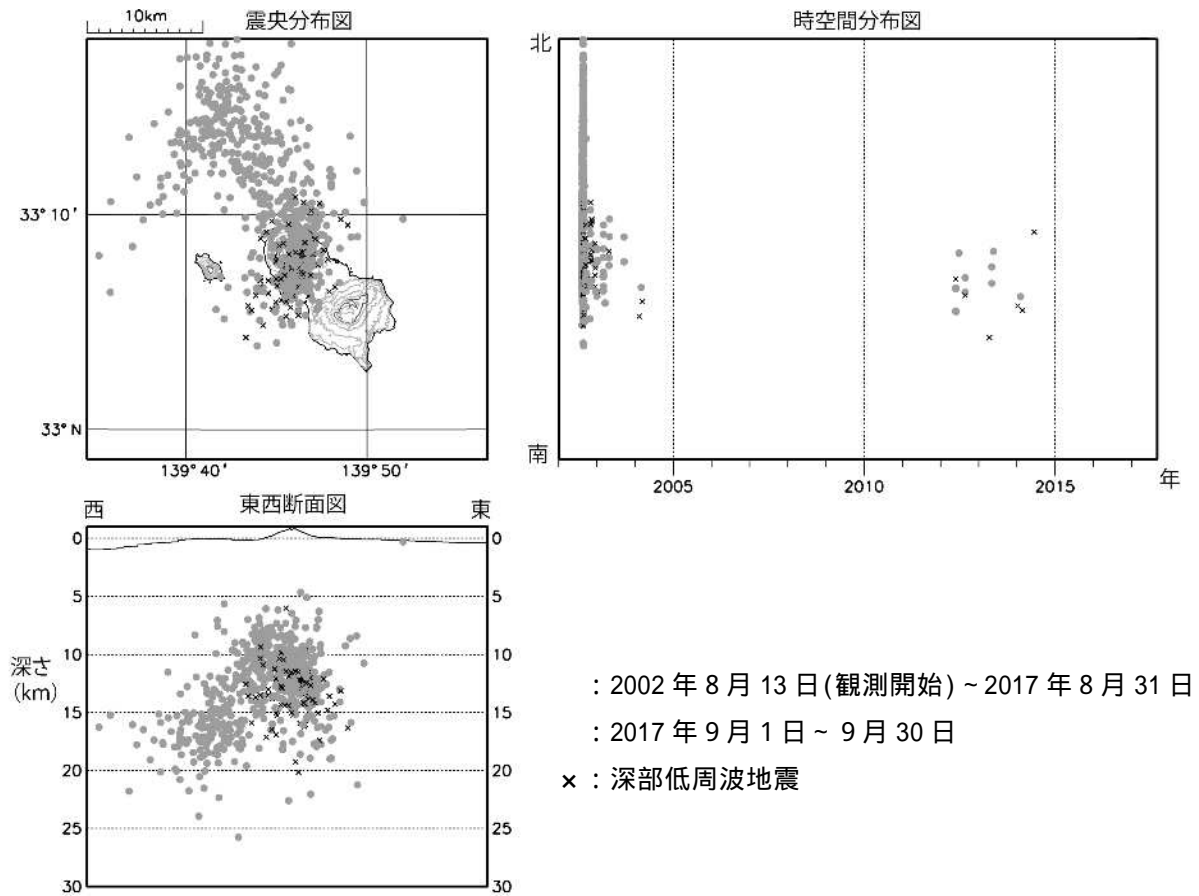 10km
震央分布図
33°10′
33°N
139°40′
139°50′
時空間分布図
北
南
2005
2010
2015
年
東西断面図
西
東
深さ
(km)
0
5
10
15
20
25
30
0
5
10
15
20
25
30
：2002 年 8 月 13 日(観測開始) ~ 2017 年 8 月 31 日
：2017 年 9 月 1 日 ~ 9 月 30 日
×：深部低周波地震